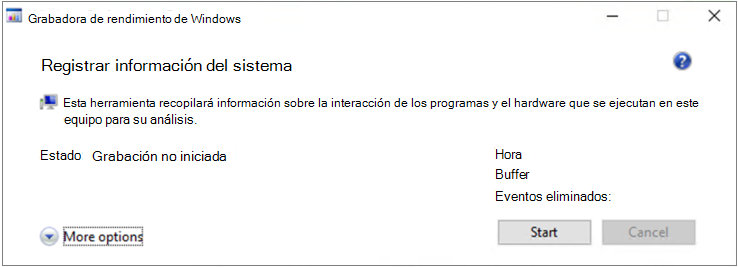 Grabadora de rendimiento de Windows
Registrar información del sistema
Esta herramienta recopilará información sobre la interacción de los programas y el hardware que se ejecutan en este
equipo para su análisis.
Estado Grabación no iniciada
Hora
Buffer
Eventos eliminados:
More options
Start Cancel